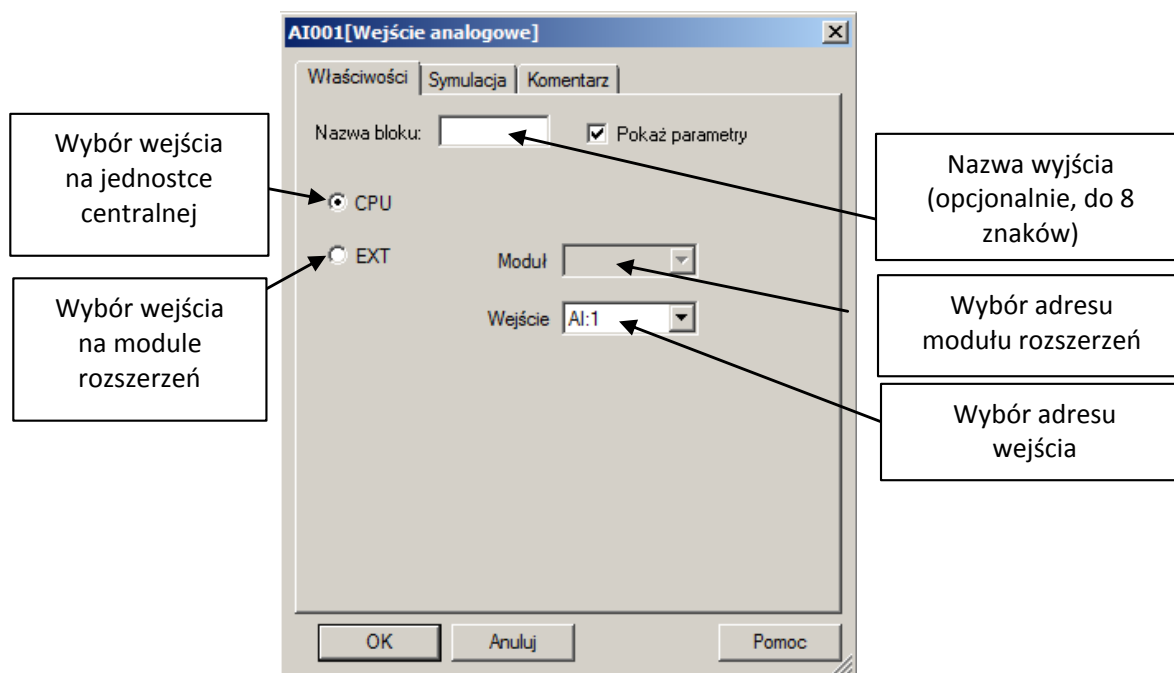 AI001[Wejście analogowe]
Właściwości Symulacja Komentarz
Nazwa bloku: Pokaż parametry
CPU
EXT
Moduł
Wejście AI:1
OK Anuluj Pomoc
Wybór wejścia
na jednostce
centralnej
Wybór wejścia
na module
rozszerzeń
Nazwa wyjścia
(opcjonalnie, do 8
znaków)
Wybór adresu
modułu rozszerzeń
Wybór adresu
wejścia